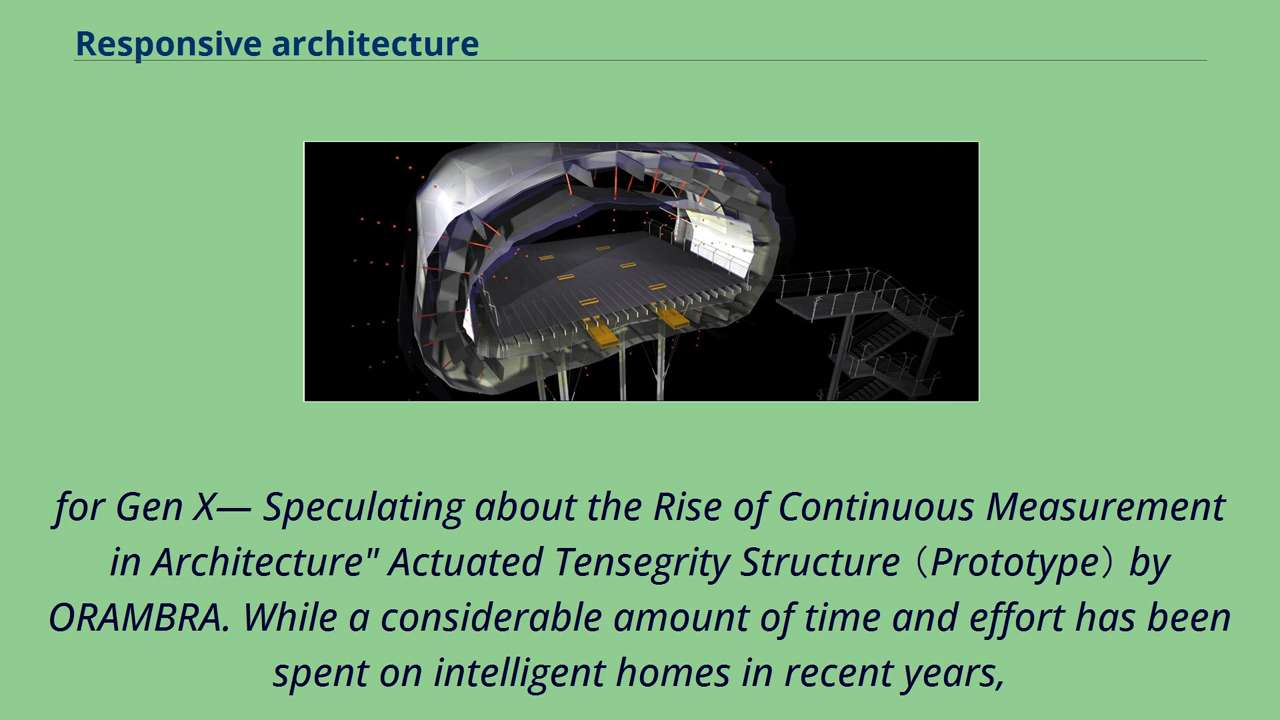 Responsive architecture
for Gen X— Speculating about the Rise of Continuous Measurement
in Architecture" Actuated Tensegrity Structure（Prototype）by
ORAMBRA. While a considerable amount of time and effort has been
spent on intelligent homes in recent years,